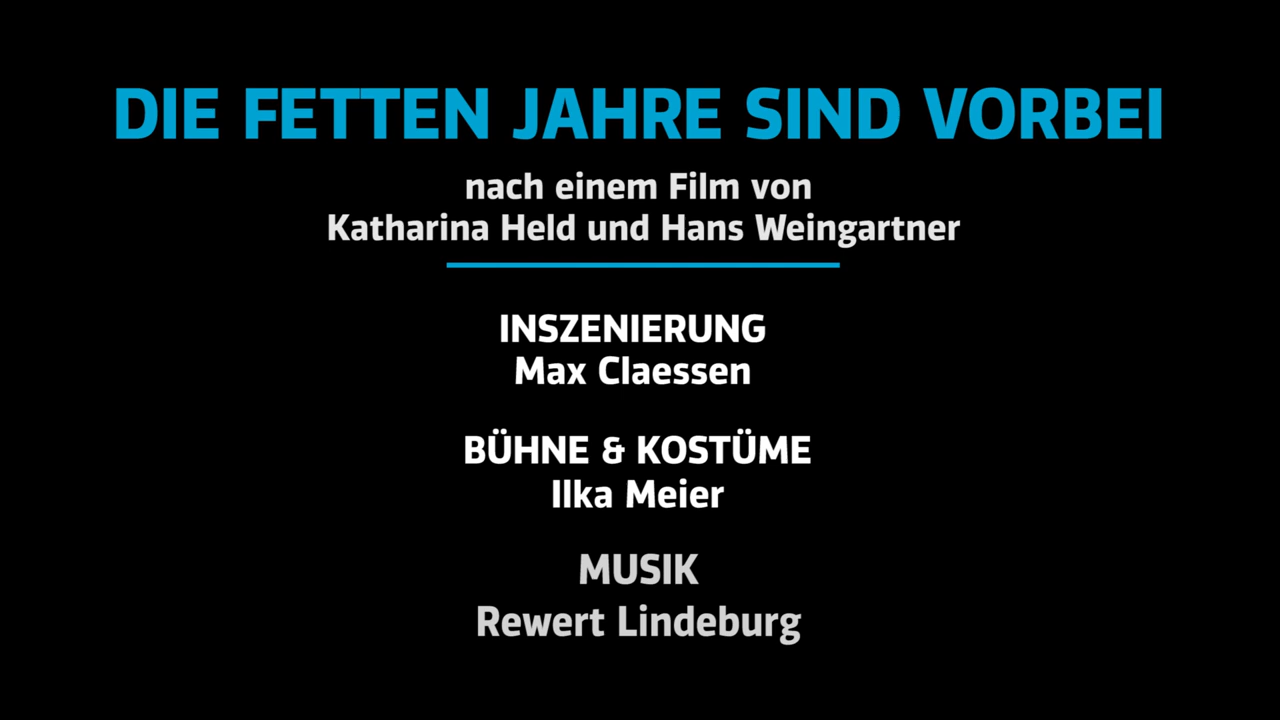 DIE FETTEN JAHRE SIND VORBEI
nach einem Film von
Katharina Held und Hans Weingartner
INSZENIERUNG
Max Claessen
BÜHNE & KOSTÜME
Ilka Meier
MUSIK
Rewert Lindeburg